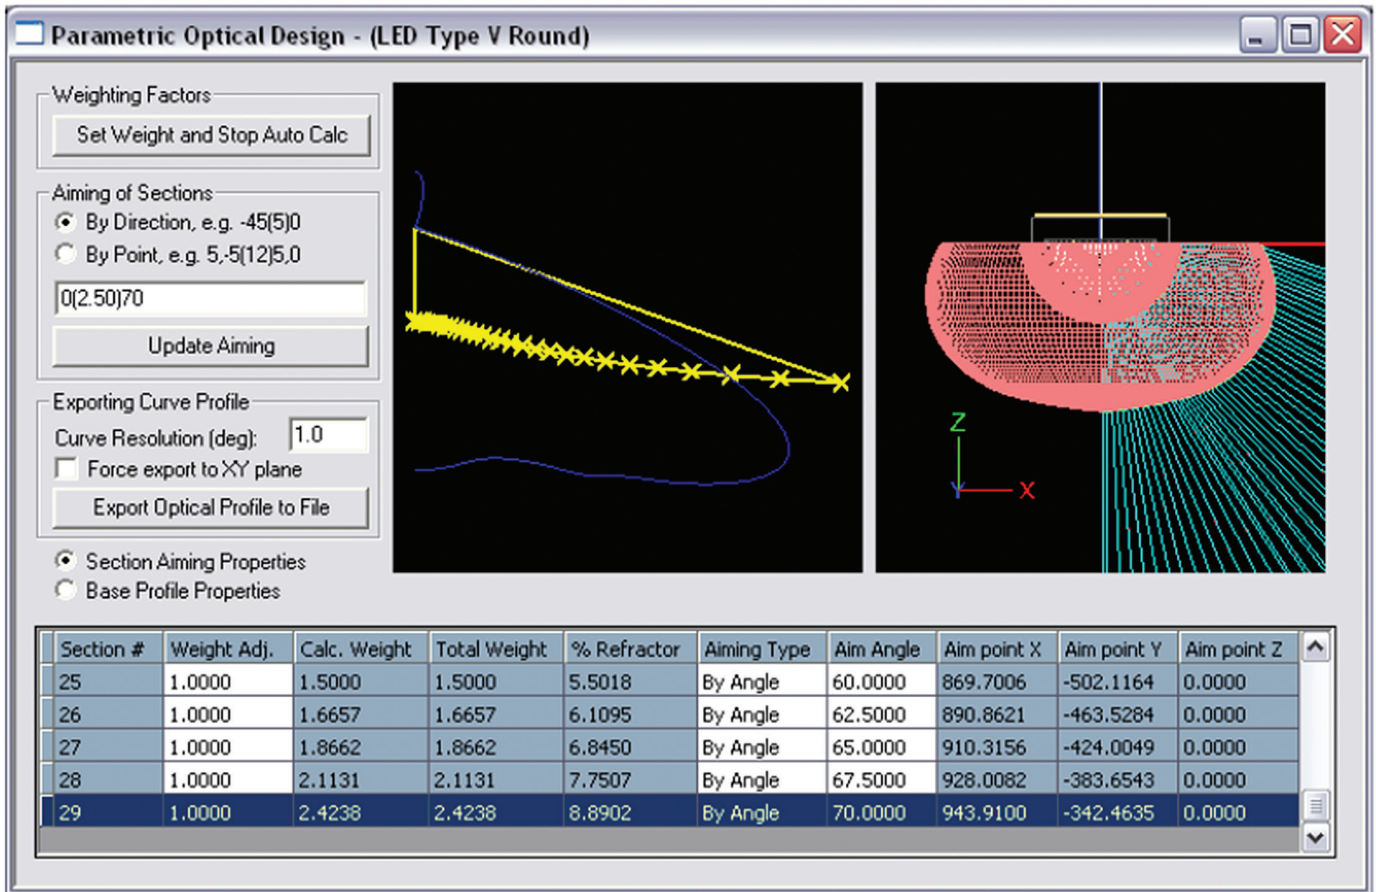 Parametric Optical Design - (LED Type V Round)
Weighting Factors
Set Weight and Stop Auto Calc
Aiming of Sections
By Direction, e.g. -45(5)0
By Point, e.g. 5,-5(12)5,0
0(2.50)70
Update Aiming
Exporting Curve Profile
Curve Resolution (deg): 1.0
Force export to XY plane
Export Optical Profile to File
Section Aiming Properties
Base Profile Properties
Z
Y X
Section # Weight Adj. Calc. Weight Total Weight % Refractor Aiming Type Aim Angle Aim point X Aim point Y Aim point Z
25 1.0000 1.5000 1.5000 5.5018 By Angle 60.0000 869.7006 -502.1164 0.0000
26 1.0000 1.6657 1.6657 6.1095 By Angle 62.5000 890.8621 -463.5284 0.0000
27 1.0000 1.8662 1.8662 6.8450 By Angle 65.0000 910.3156 -424.0049 0.0000
28 1.0000 2.1131 2.1131 7.7507 By Angle 67.5000 928.0082 -383.6543 0.0000
29 1.0000 2.4238 2.4238 8.8902 By Angle 70.0000 943.9100 -342.4635 0.0000